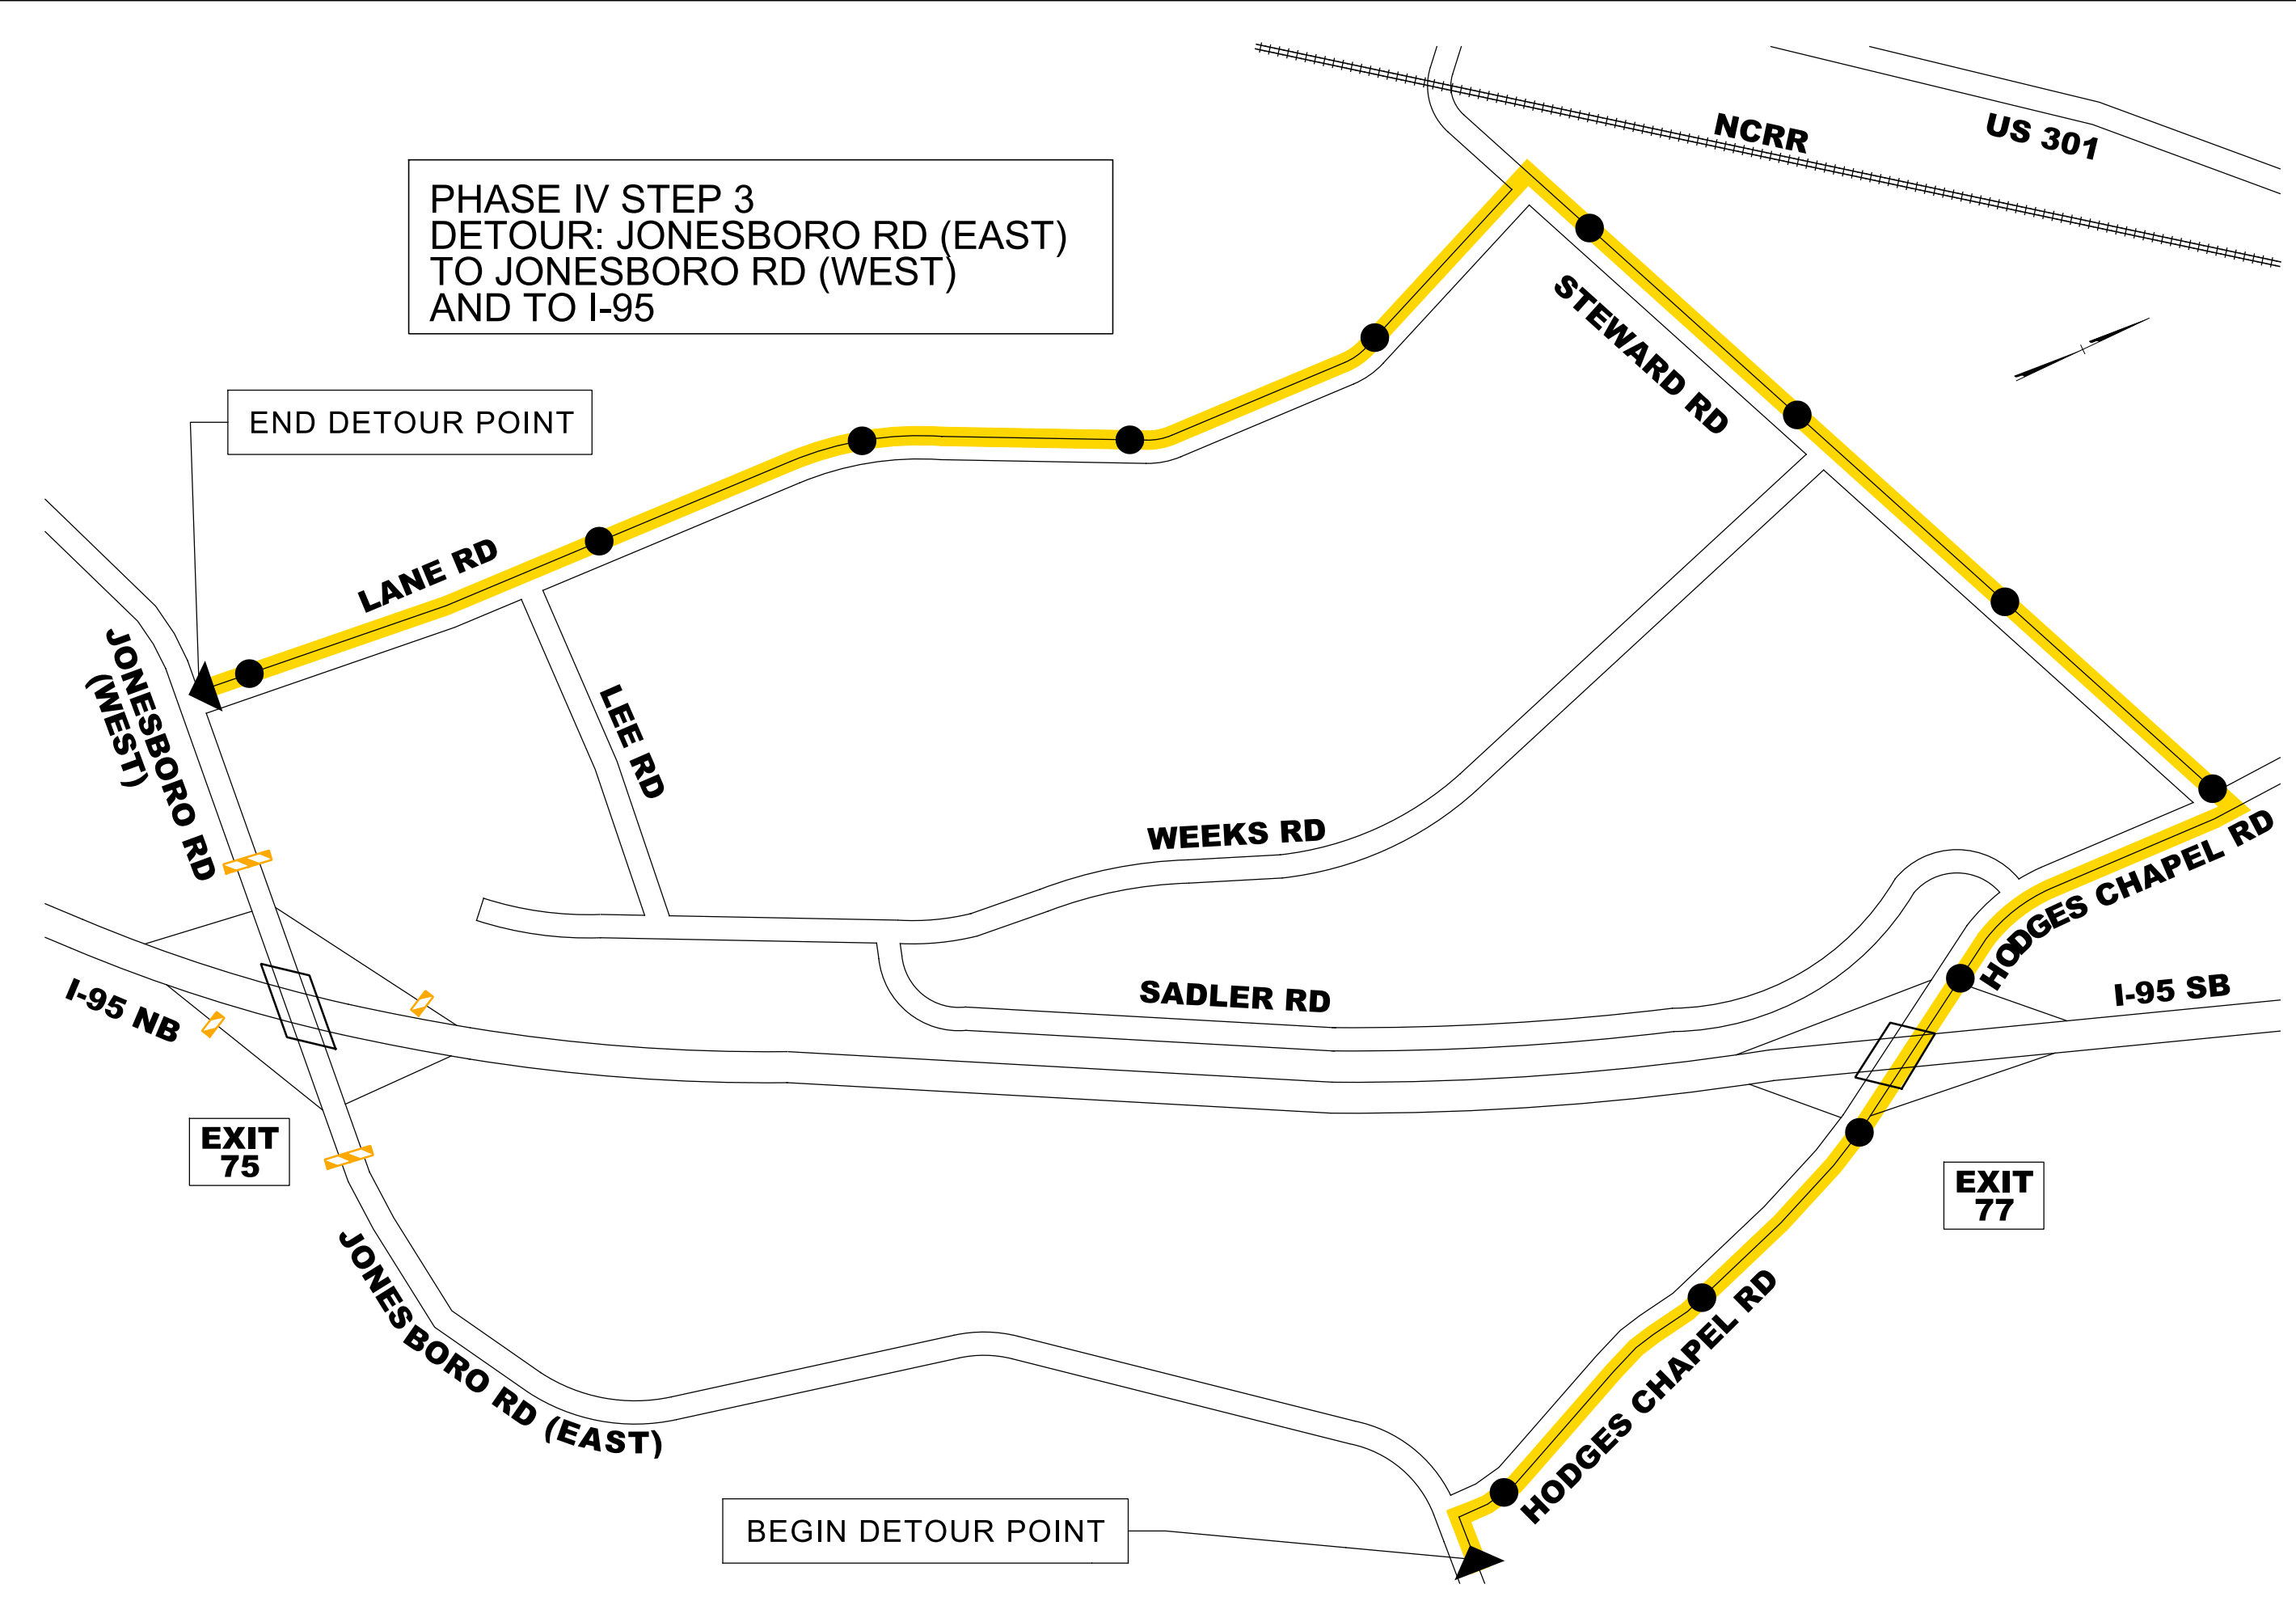 NCRR
US 301
PHASE IV STEP 3
DETOUR: JONESBORO RD (EAST)
TO JONESBORO RD (WEST)
AND TO I-95
STEWARD RD
END DETOUR POINT
LANE RD
JONESBORO RD
(WEST)
LEE RD
WEEKS RD
HODGES CHAPEL RD
SADLER RD
I-95 SB
I-95 NB
EXIT
75
EXIT
77
JONESBORO RD (EAST)
HODGES CHAPEL RD
BEGIN DETOUR POINT